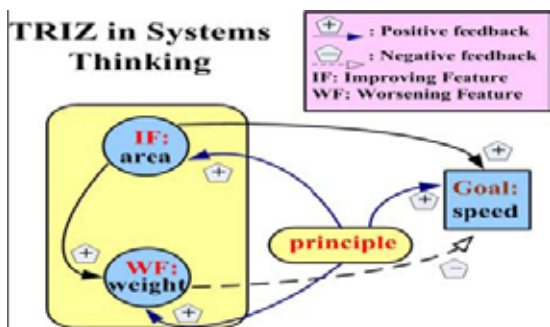 TRIZ in Systems
Thinking
+ : Positive feedback
− : Negative feedback
IF: Improving Feature
WF: Worsening Feature
IF:
area
+
+
+
Goal:
speed
+
principle
WF:
weight
+
−